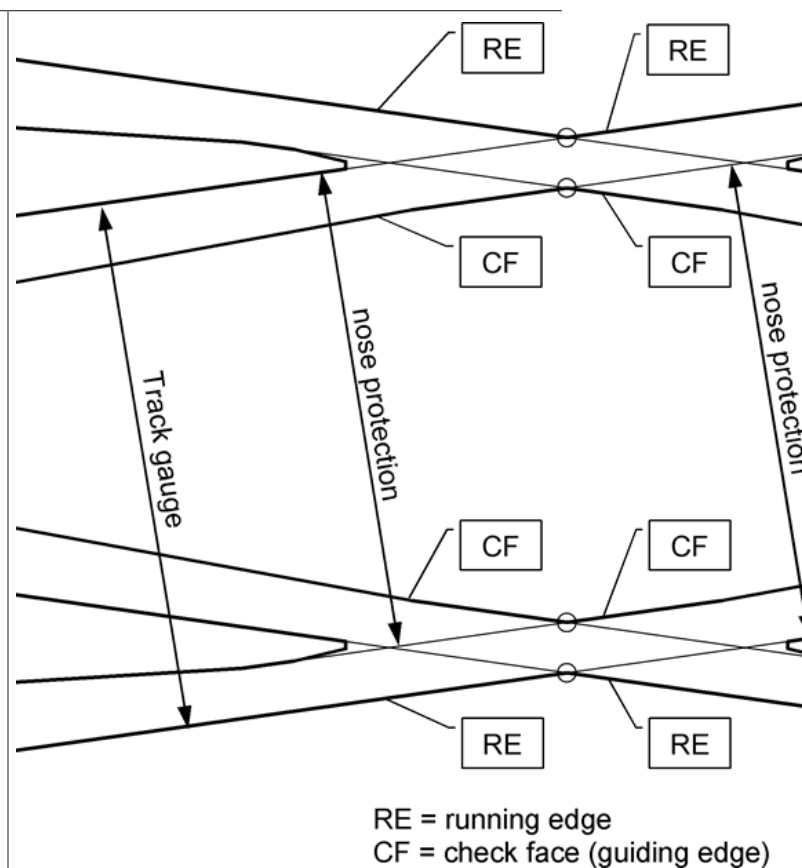 RE
RE
CF
CF
Track gauge
nose protection
nose protection
CF
CF
RE
RE
RE = running edge
CF = check face (guiding edge)